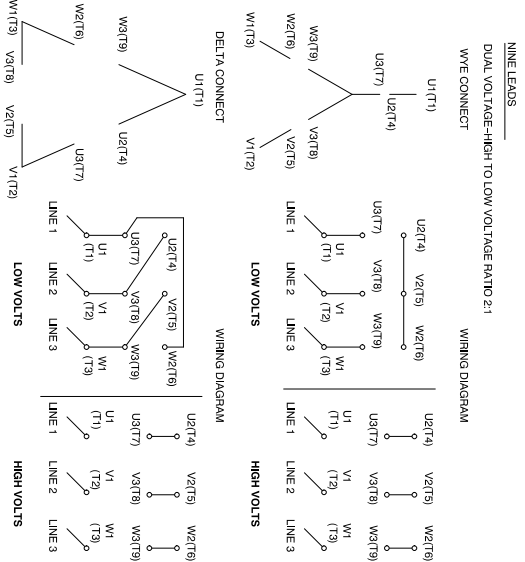 NINE LEADS
DUAL VOLTAGE-HIGH TO LOW VOLTAGE RATIO 2:1
WYE CONNECT
WIRING DIAGRAM
U1(T1)
U3(T7)
U2(T4)
W3(T9)
W2(T6)
W1(T3)
V3(T8)
V2(T5)
V1(T2)
U2(T4) V2(T5) W2(T6)
U3(T7) V3(T8) W3(T9)
U1 (T1) V1 (T2) W1 (T3)
LINE 1 LINE 2 LINE 3
LOW VOLTS
U2(T4) V2(T5) W2(T6)
U3(T7) V3(T8) W3(T9)
U1 (T1) V1 (T2) W1 (T3)
LINE 1 LINE 2 LINE 3
HIGH VOLTS
DELTA CONNECT
WIRING DIAGRAM
U1(T1)
W3(T9)
U2(T4)
W2(T6)
U3(T7)
W1(T3)
V3(T8)
V2(T5)
V1(T2)
U2(T4) V2(T5) W2(T6)
U3(T7) V3(T8) W3(T9)
U1 (T1) V1 (T2) W1 (T3)
LINE 1 LINE 2 LINE 3
LOW VOLTS
U2(T4) V2(T5) W2(T6)
U3(T7) V3(T8) W3(T9)
U1 (T1) V1 (T2) W1 (T3)
LINE 1 LINE 2 LINE 3
HIGH VOLTS